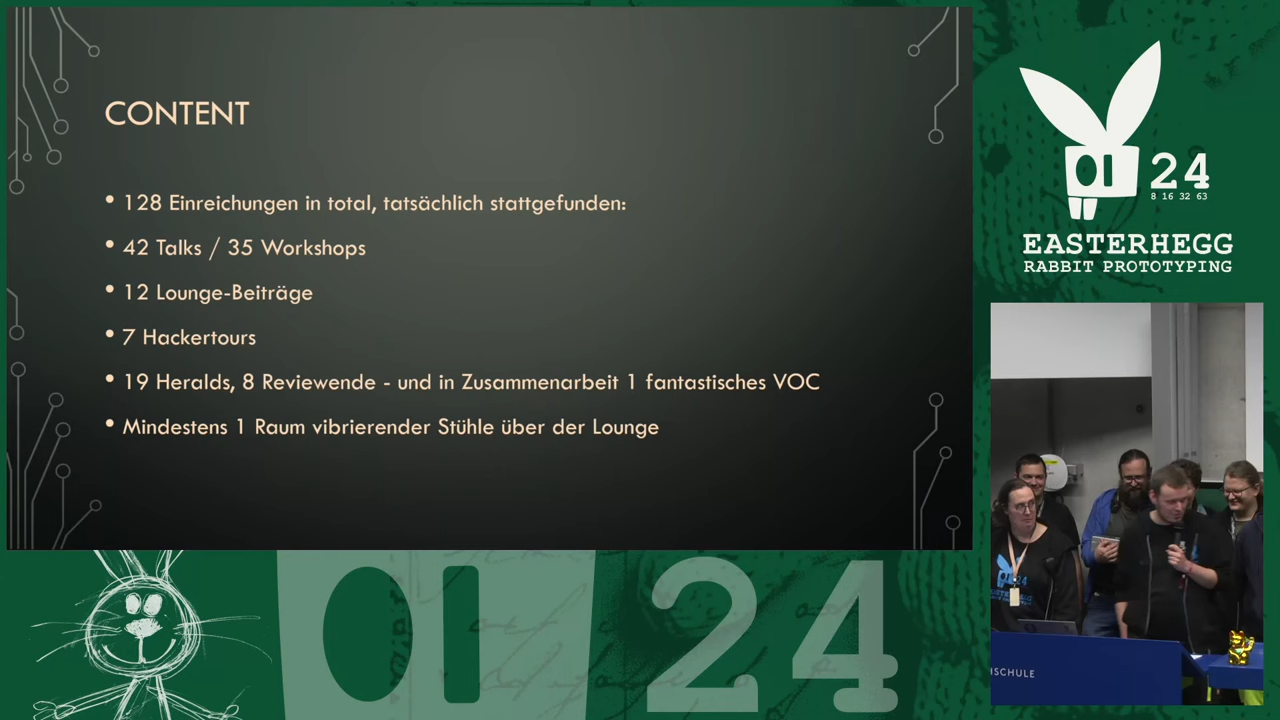 CONTENT
• 128 Einreichungen in total, tatsächlich stattgefunden:
• 42 Talks / 35 Workshops
• 12 Lounge-Beiträge
• 7 Hackertours
• 19 Heralds, 8 Reviewende - und in Zusammenarbeit 1 fantastisches VOC
• Mindestens 1 Raum vibrierender Stühle über der Lounge
24
8 16 32 63
EASTERHEGG
RABBIT PROTOTYPING
24